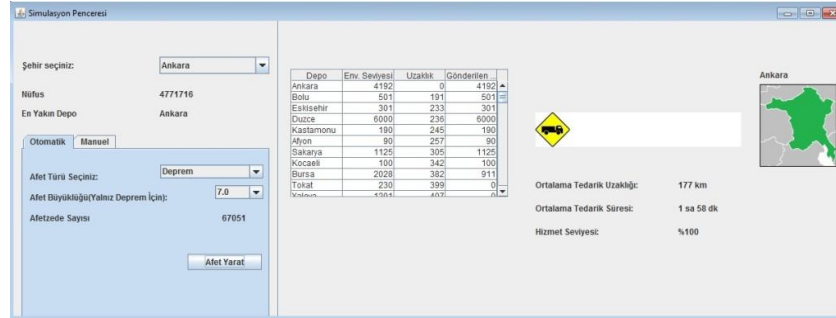 Simulasyon Penceresi
Şehir seçiniz: Ankara
Nüfus 4771716
En Yakın Depo Ankara
Otomatik Manuel
Afet Türü Seçiniz: Deprem
Afet Büyüklüğü(Yalnız Deprem İçin): 7.0
Afetzede Sayısı 67051
Afet Yarat
Depo Env. Seviyesi Uzaklık Gönderilen ...
Ankara 4192 0 4192
Bolu 501 191 501
Eskisehir 301 233 301
Duzce 6000 236 6000
Kastamonu 190 245 190
Afyon 90 257 90
Sakarya 1125 305 1125
Kocaeli 100 342 100
Bursa 2028 382 911
Tokat 230 399 0
Yalova 1201 407 0
Ortalama Tedarik Uzaklığı: 177 km
Ortalama Tedarik Süresi: 1 sa 58 dk
Hizmet Seviyesi: %100
Ankara